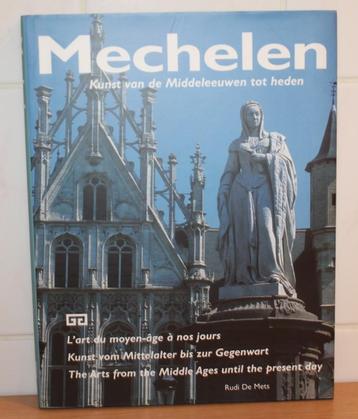 Mechelen
Kunst van de Middeleeuwen tot heden
L'art du moyen-âge à nos jours
Kunst vom Mittelalter bis zur Gegenwart
The Arts from the Middle Ages until the present day
Rudi De Mets